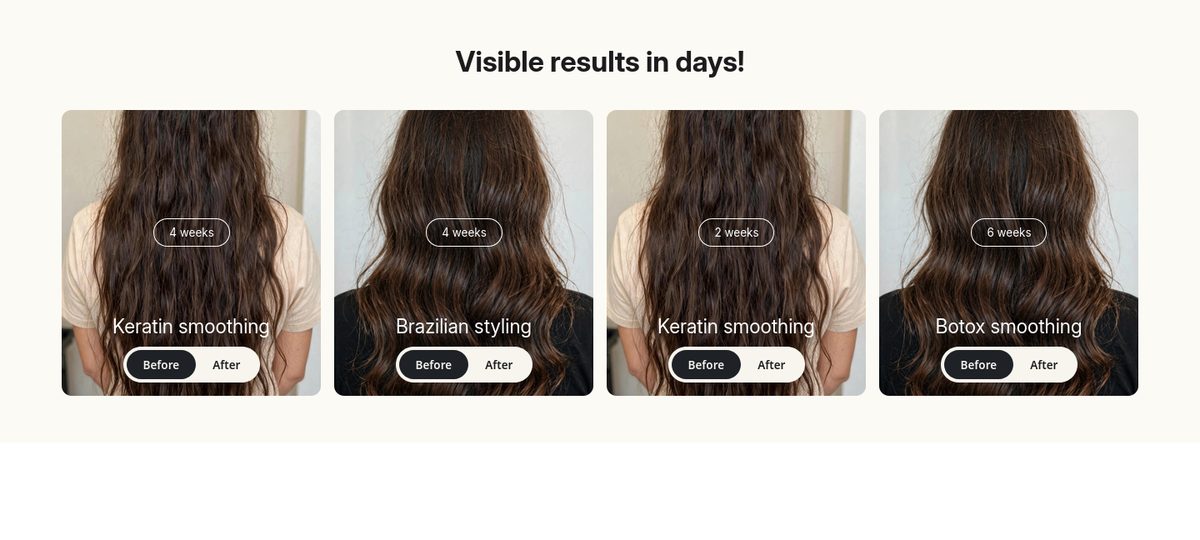 Visible results in days!
4 weeks
Keratin smoothing
Before After
4 weeks
Brazilian styling
Before After
2 weeks
Keratin smoothing
Before After
6 weeks
Botox smoothing
Before After